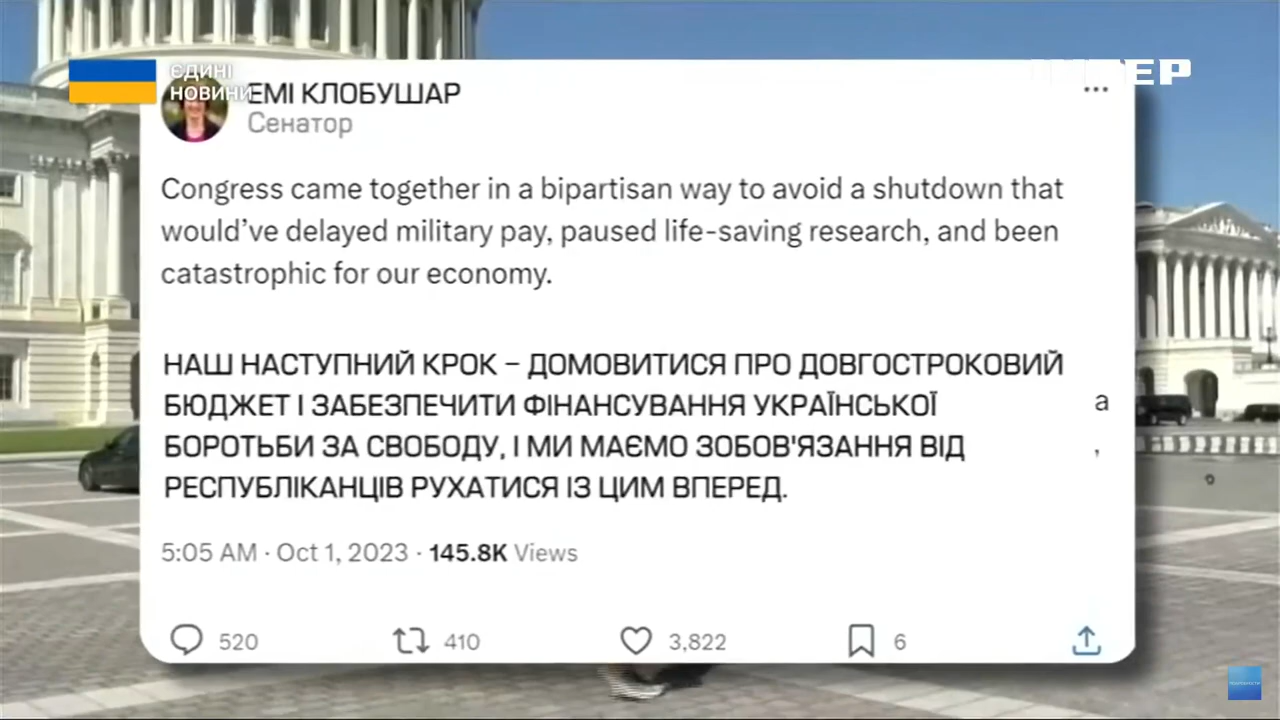 ЄДИНІ
НОВИНИ
ЕМІ КЛОБУШАР
Сенатор
Congress came together in a bipartisan way to avoid a shutdown that
would’ve delayed military pay, paused life-saving research, and been
catastrophic for our economy.
НАШ НАСТУПНИЙ КРОК – ДОМОВИТИСЯ ПРО ДОВГОСТРОКОВИЙ
БЮДЖЕТ І ЗАБЕЗПЕЧИТИ ФІНАНСУВАННЯ УКРАЇНСЬКОЇ
БОРОТЬБИ ЗА СВОБОДУ, І МИ МАЄМО ЗОБОВ'ЯЗАННЯ ВІД
РЕСПУБЛІКАНЦІВ РУХАТИСЯ ІЗ ЦИМ ВПЕРЕД.
a
,
5:05 AM · Oct 1, 2023 · 145.8K Views
520 410 3,822 6
ІНТЕР